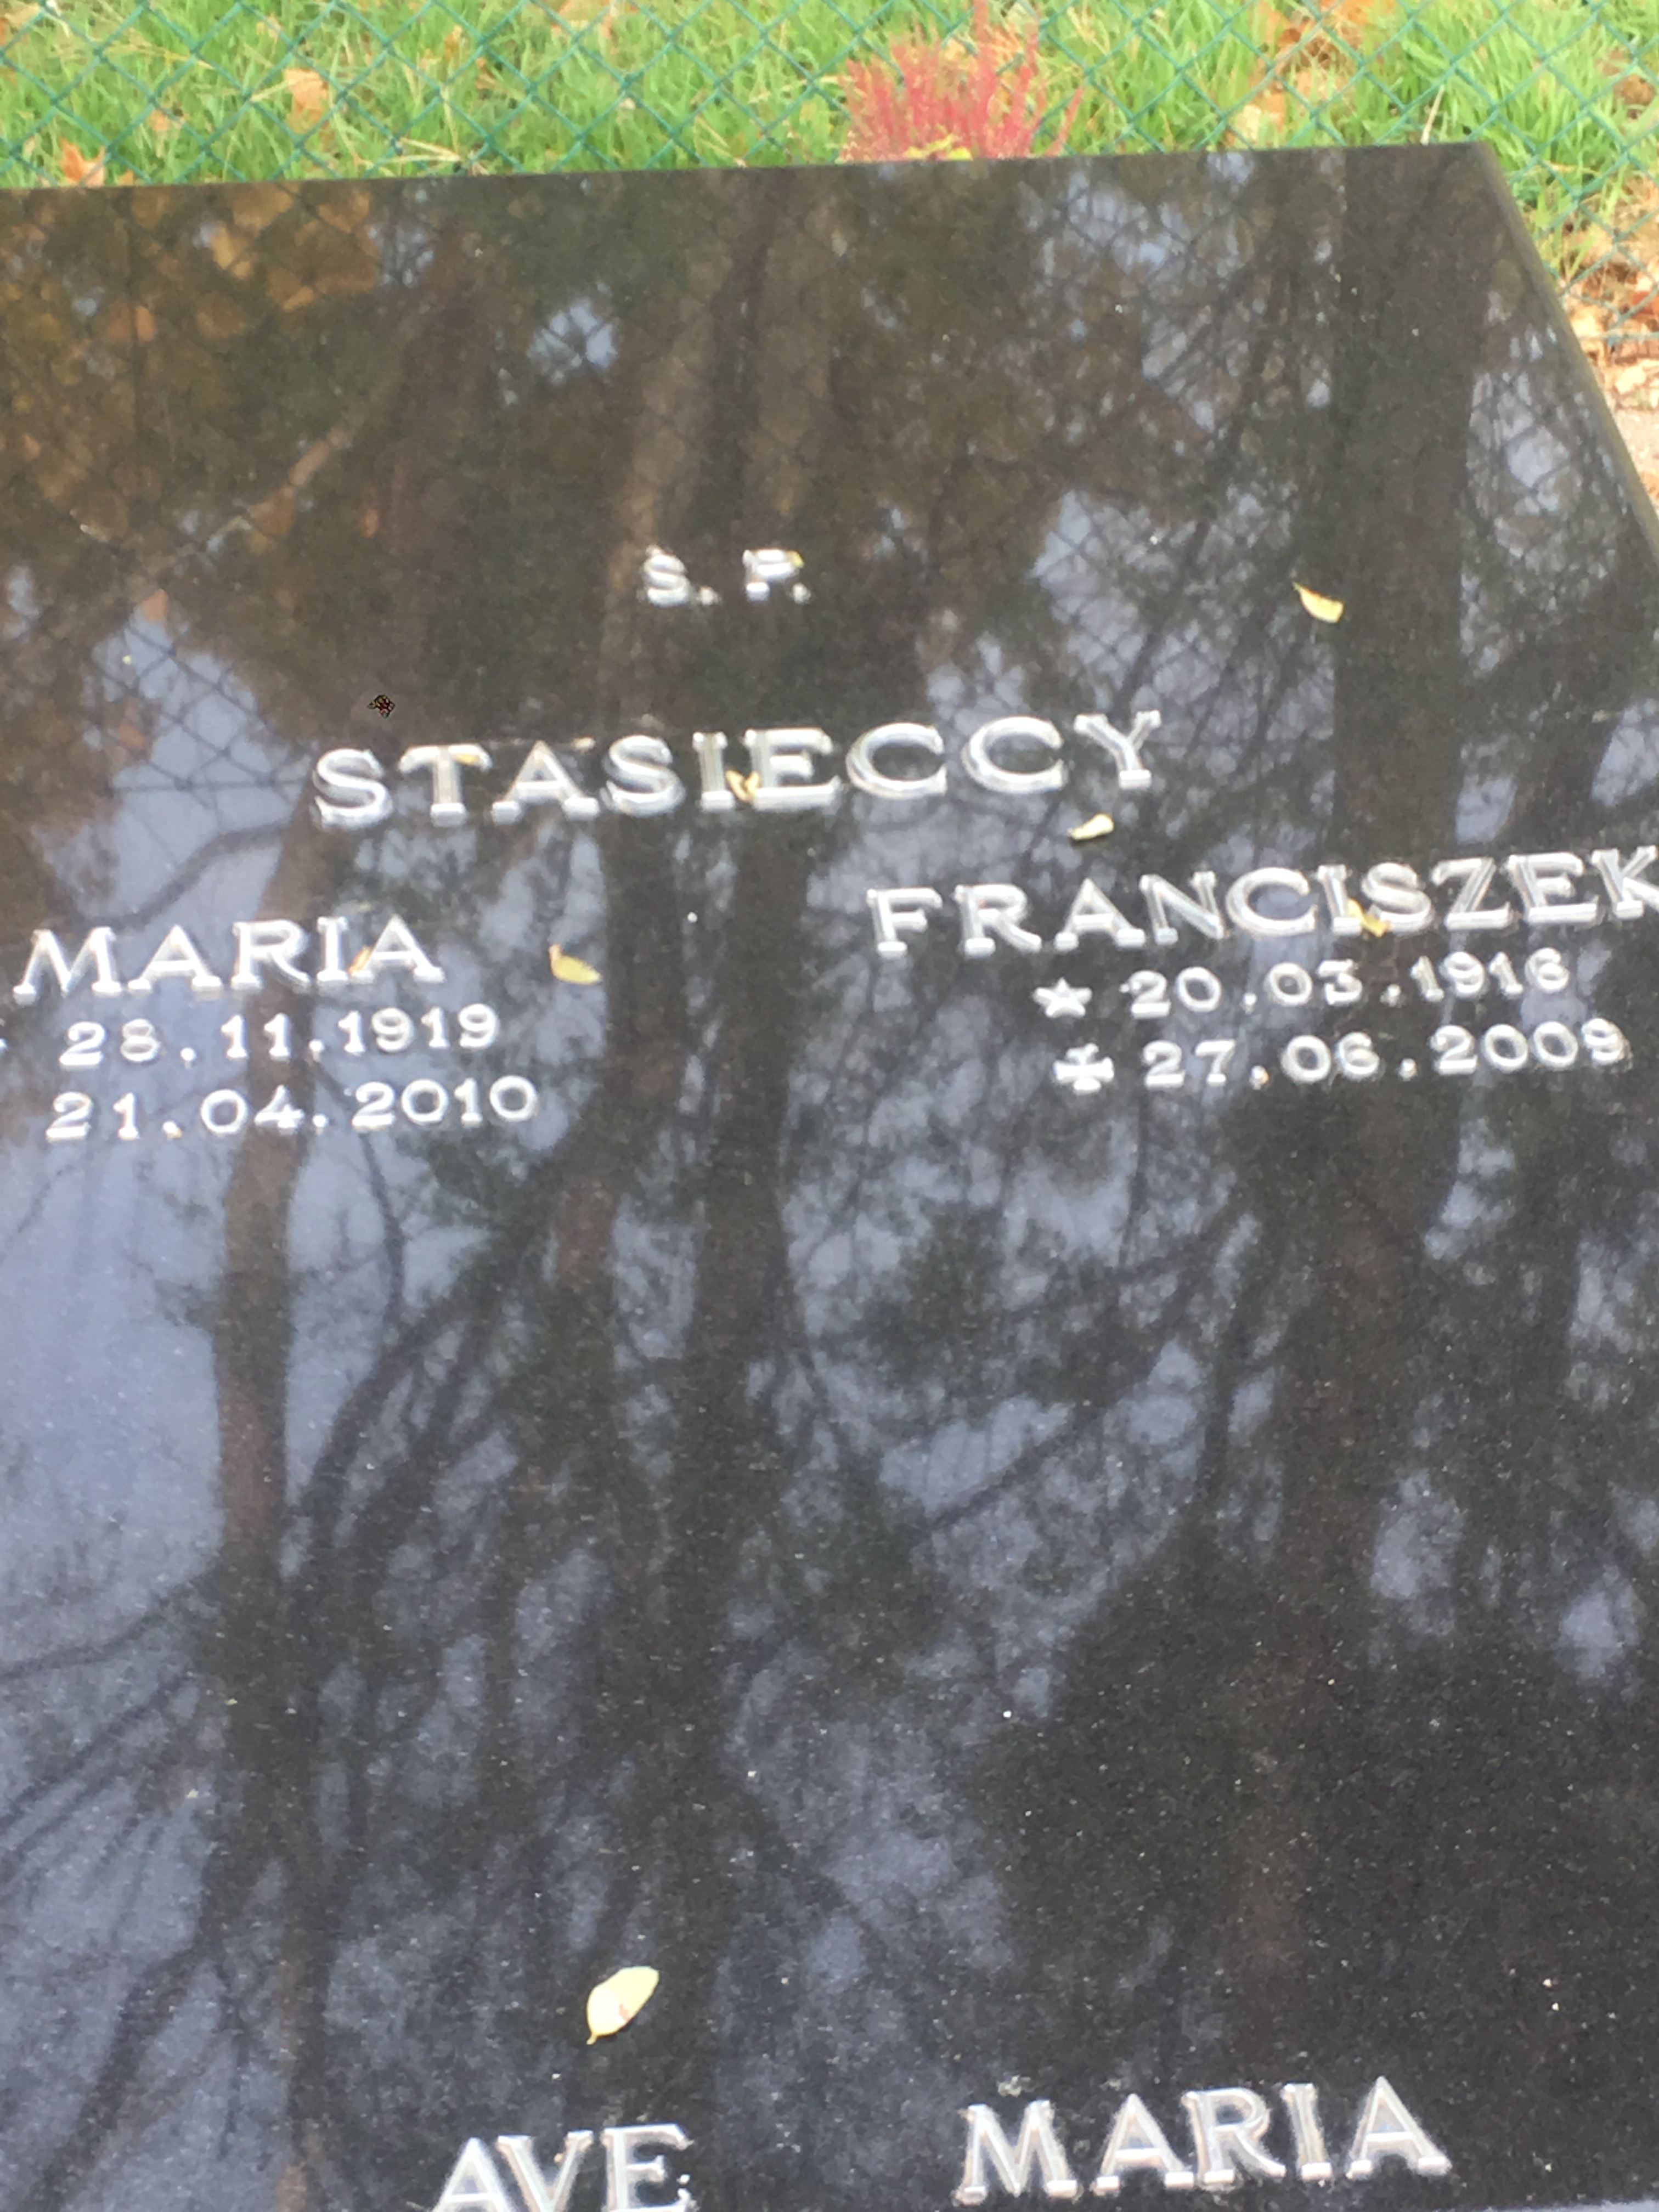 S. P.
STASIECCY
MARIA
28.11.1919
21.04.2010
FRANCISZEK
★ 20.03.1916
✠ 27.06.2009
AVE MARIA